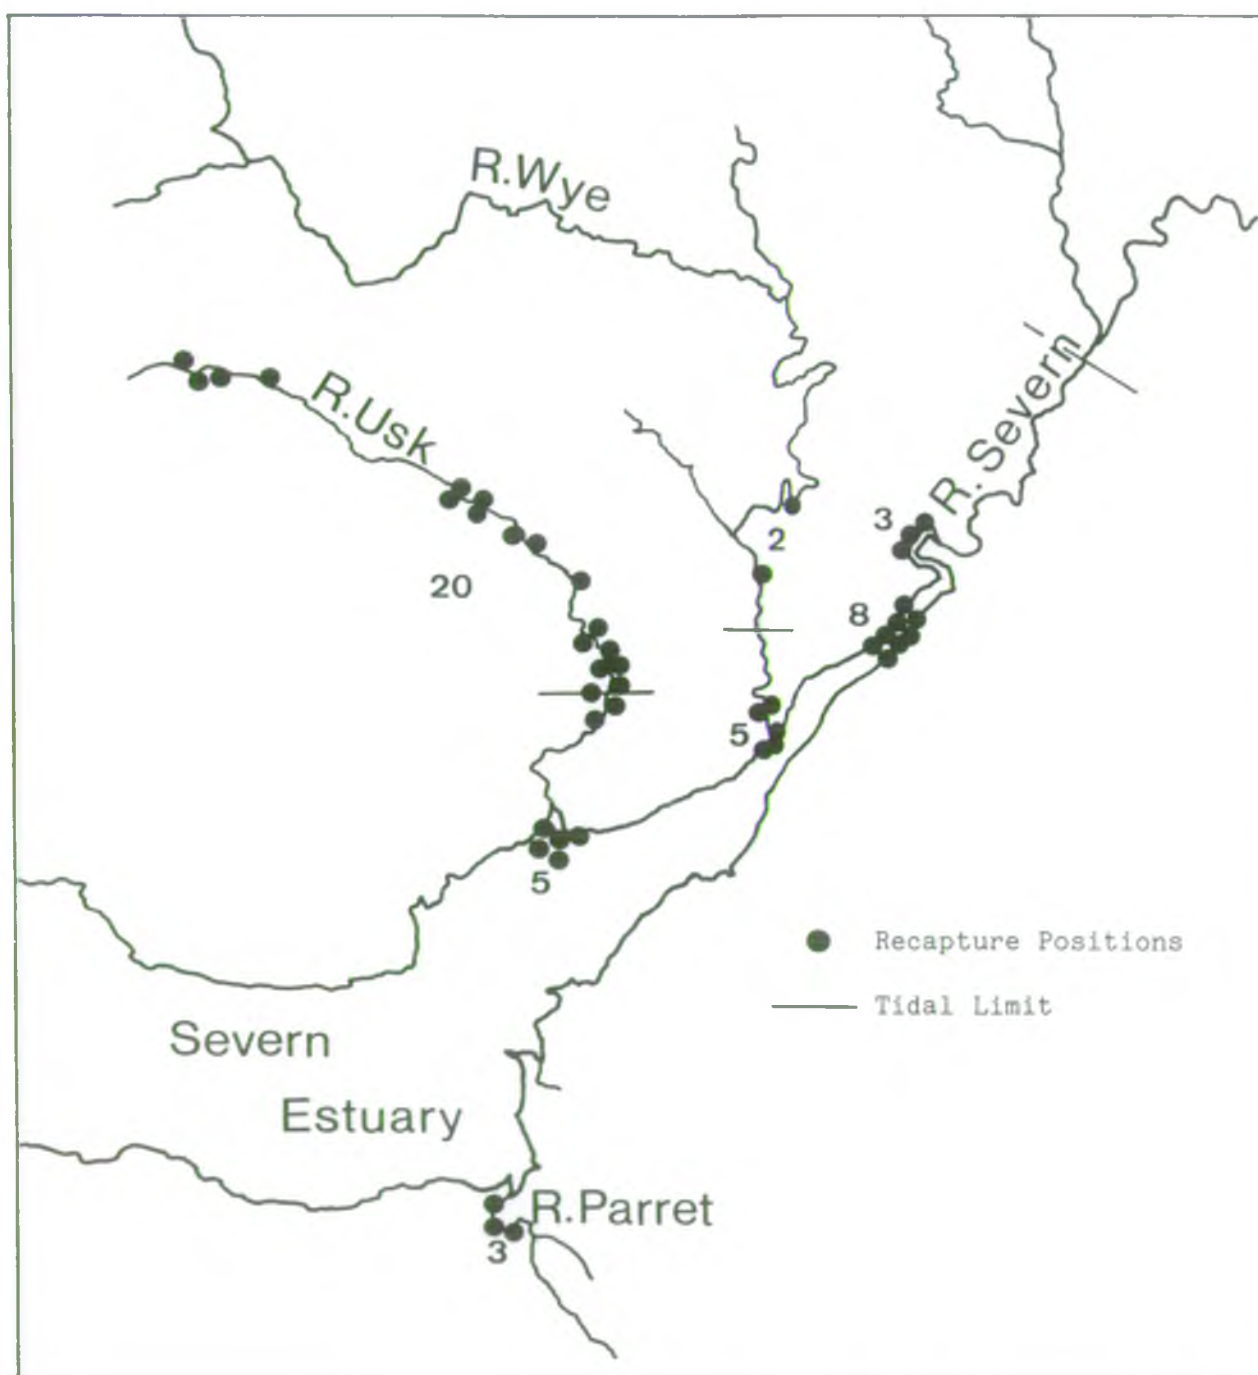 R.Wye
R.Usk
R. Severn
3
2
20
8
5
5
Recapture Positions
Tidal Limit
Severn
Estuary
R.Parret
3